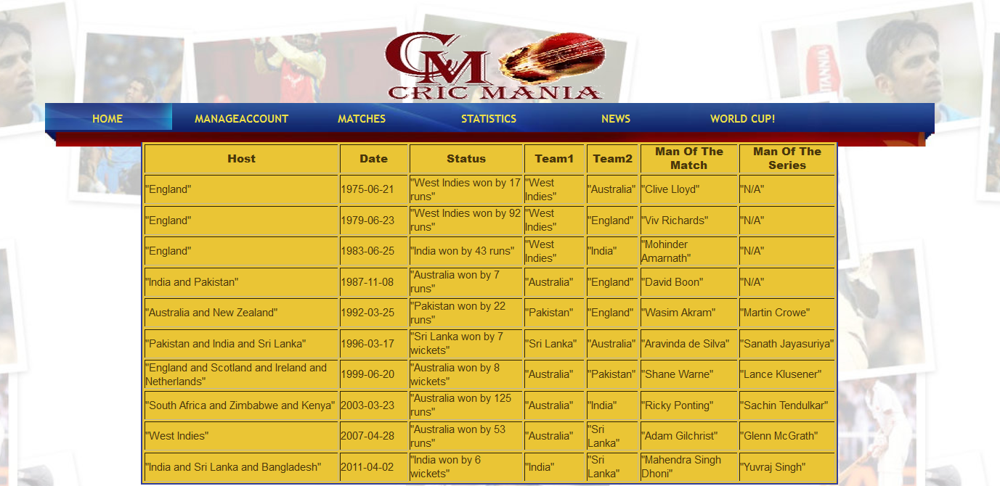 CM
CRIC MANIA
HOME MANAGEACCOUNT MATCHES STATISTICS NEWS WORLD CUP!
Host Date Status Team1 Team2 Man Of The Match Man Of The Series
"England" 1975-06-21 "West Indies won by 17 runs" "West Indies" "Australia" "Clive Lloyd" "N/A"
"England" 1979-06-23 "West Indies won by 92 runs" "West Indies" "England" "Viv Richards" "N/A"
"England" 1983-06-25 "India won by 43 runs" "West Indies" "India" "Mohinder Amarnath" "N/A"
"India and Pakistan" 1987-11-08 "Australia won by 7 runs" "Australia" "England" "David Boon" "N/A"
"Australia and New Zealand" 1992-03-25 "Pakistan won by 22 runs" "Pakistan" "England" "Wasim Akram" "Martin Crowe"
"Pakistan and India and Sri Lanka" 1996-03-17 "Sri Lanka won by 7 wickets" "Sri Lanka" "Australia" "Aravinda de Silva" "Sanath Jayasuriya"
"England and Scotland and Ireland and Netherlands" 1999-06-20 "Australia won by 8 wickets" "Australia" "Pakistan" "Shane Warne" "Lance Klusener"
"South Africa and Zimbabwe and Kenya" 2003-03-23 "Australia won by 125 runs" "Australia" "India" "Ricky Ponting" "Sachin Tendulkar"
"West Indies" 2007-04-28 "Australia won by 53 runs" "Australia" "Sri Lanka" "Adam Gilchrist" "Glenn McGrath"
"India and Sri Lanka and Bangladesh" 2011-04-02 "India won by 6 wickets" "India" "Sri Lanka" "Mahendra Singh Dhoni" "Yuvraj Singh"